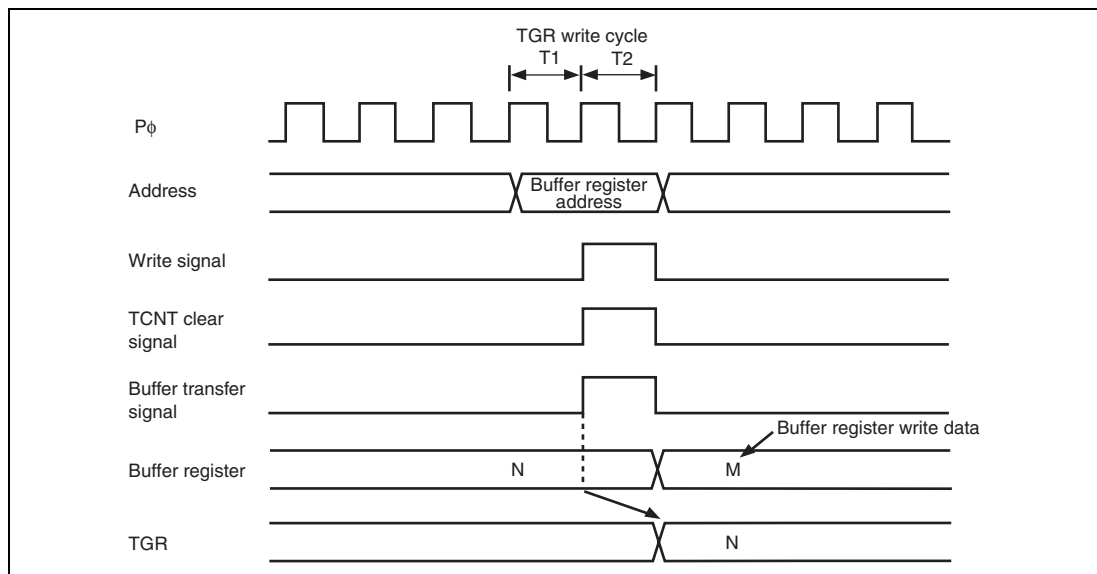 TGR write cycle
T1 T2
Pϕ
Address
Buffer register
address
Write signal
TCNT clear
signal
Buffer transfer
signal
Buffer register write data
Buffer register
N
M
TGR
N